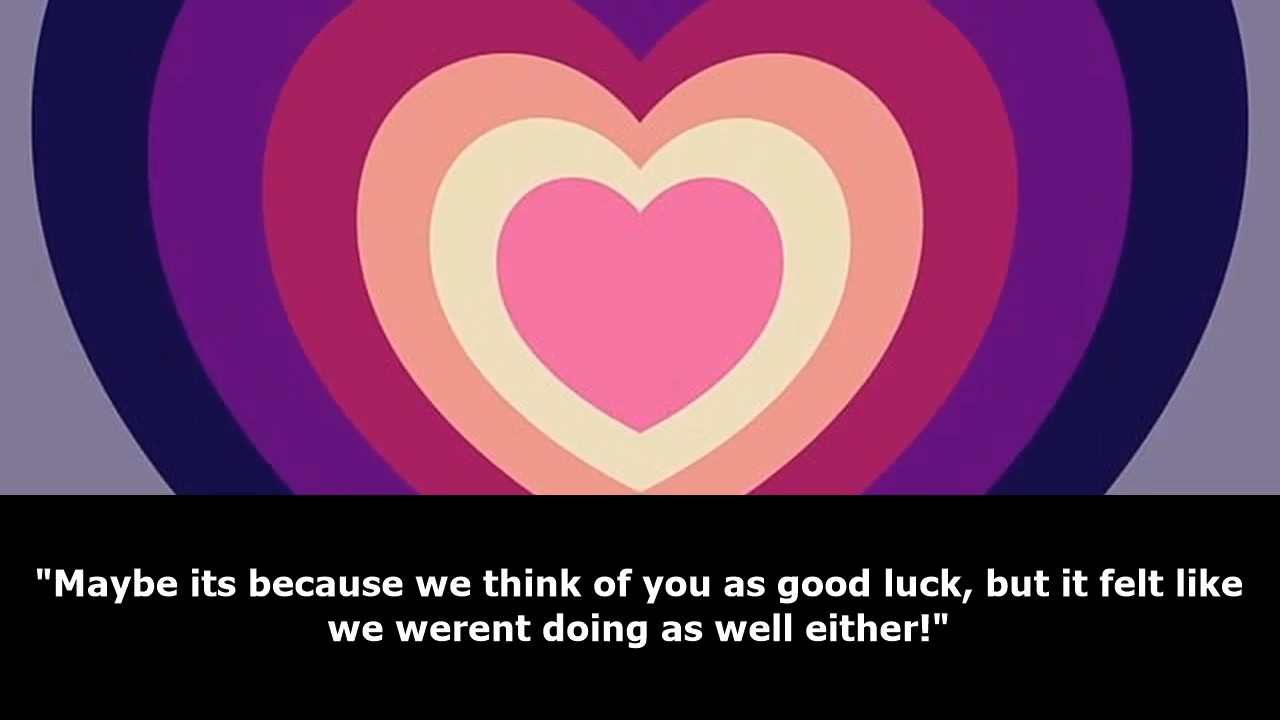 "Maybe its because we think of you as good luck, but it felt like
we werent doing as well either!"